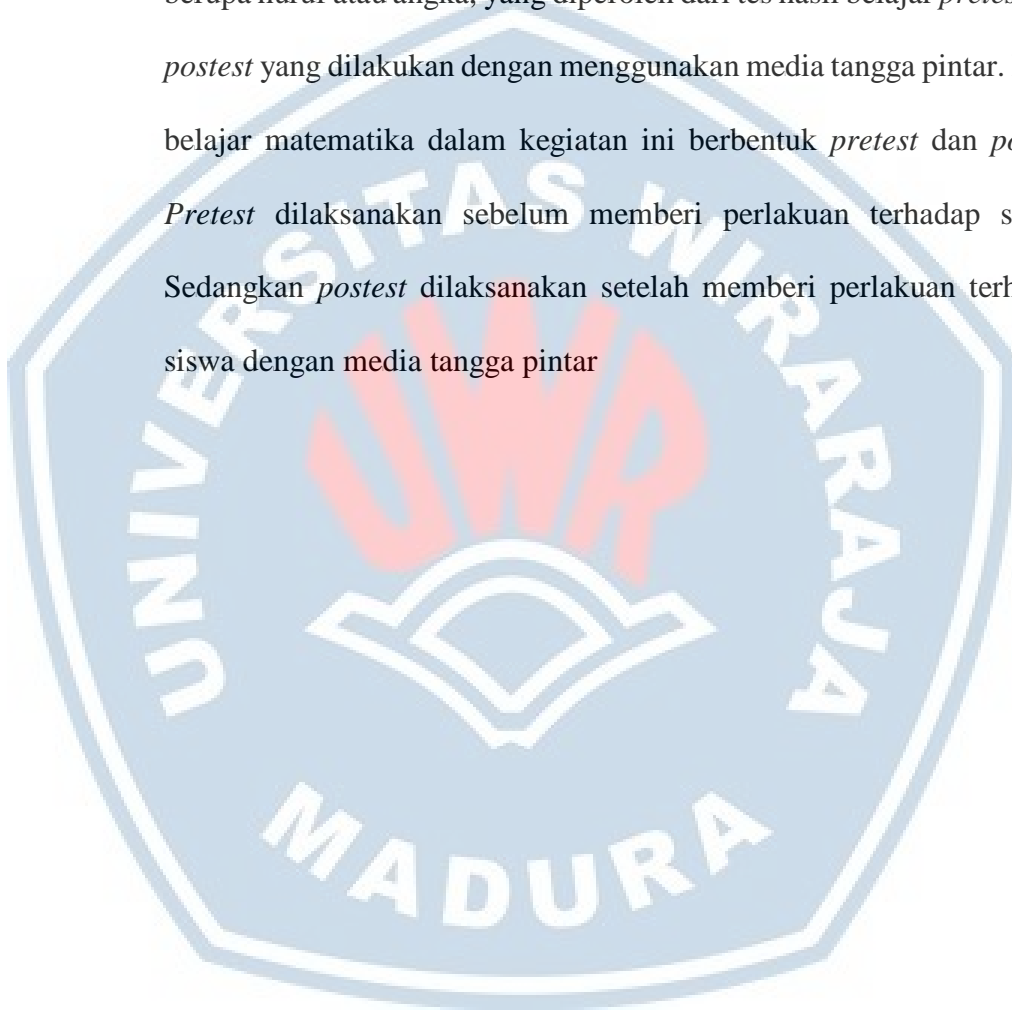 berupa huruf atau angka, yang diperoleh dari tes hasil belajar
postest yang dilakukan dengan menggunakan media tangga pintar.
belajar matematika dalam kegiatan ini berbentuk pretest dan
Pretest dilaksanakan sebelum memberi perlakuan terhadap
Sedangkan postest dilaksanakan setelah memberi perlakuan
siswa dengan media tangga pintar
UNIVERSITAS WIRARAJA
UWR
MADURA